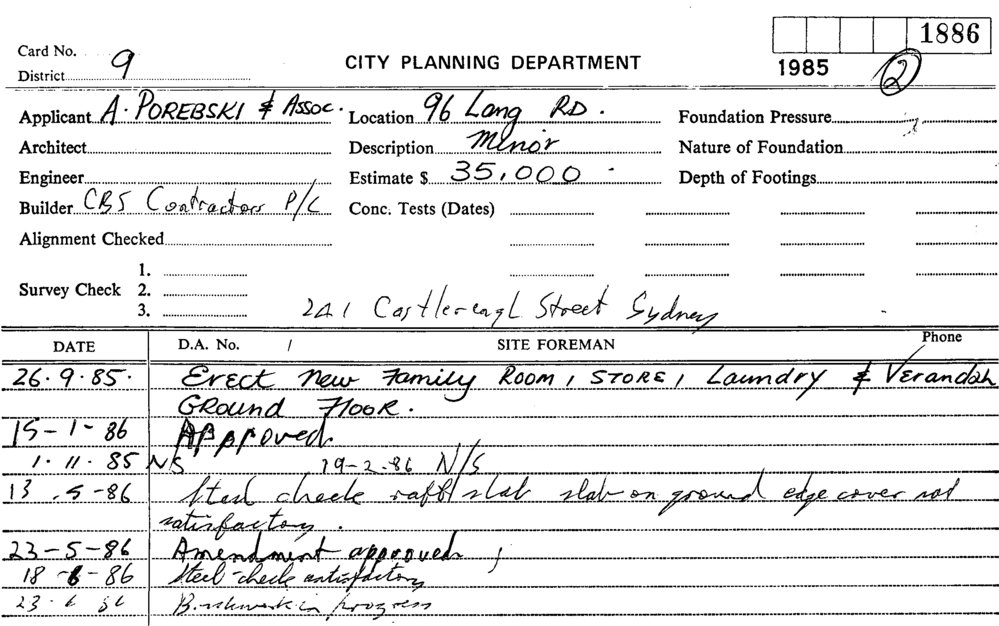 1886
Card No.
District 9
CITY PLANNING DEPARTMENT
1985 2
Applicant A. POREBSKI & Assoc. Location 96 Lang RD. Foundation Pressure
Architect Description Minor Nature of Foundation
Engineer Estimate $ 35,000 Depth of Footings
Builder CBS Contractors P/L Conc. Tests (Dates)
Alignment Checked
1.
Survey Check 2.
3.
241 Castlereagh Street Sydney
DATE D.A. No. / SITE FOREMAN Phone
26.9.85. Erect New Family ROOM, STORE, Laundry & Verandah
GROUND FLOOR.
15-1-86 Approved
1.11.85 N/S 19-2.86 N/S
13.5-86 Steel check raft/slab slab on ground edge cover not
satisfactory.
23-5-86 Amendment approved
18-6-86 Steel check satisfactory
23.6.86 Brickwork in progress